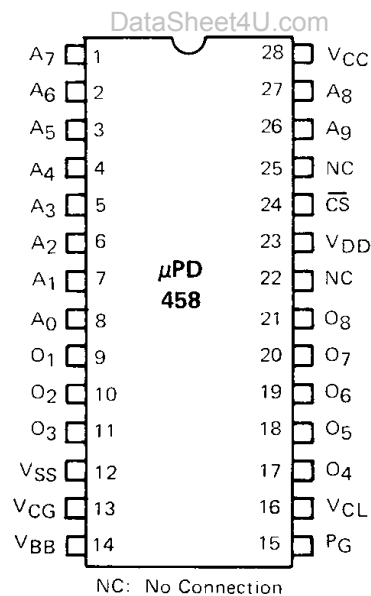 DataSheet4U.com
A7 1 28 VCC
A6 2 27 A8
A5 3 26 A9
A4 4 25 NC
A3 5 24 C̅S̅
A2 6 23 VDD
A1 7 22 NC
μPD
458
A0 8 21 O8
O1 9 20 O7
O2 10 19 O6
O3 11 18 O5
VSS 12 17 O4
VCG 13 16 VCL
VBB 14 15 PG
NC: No Connection